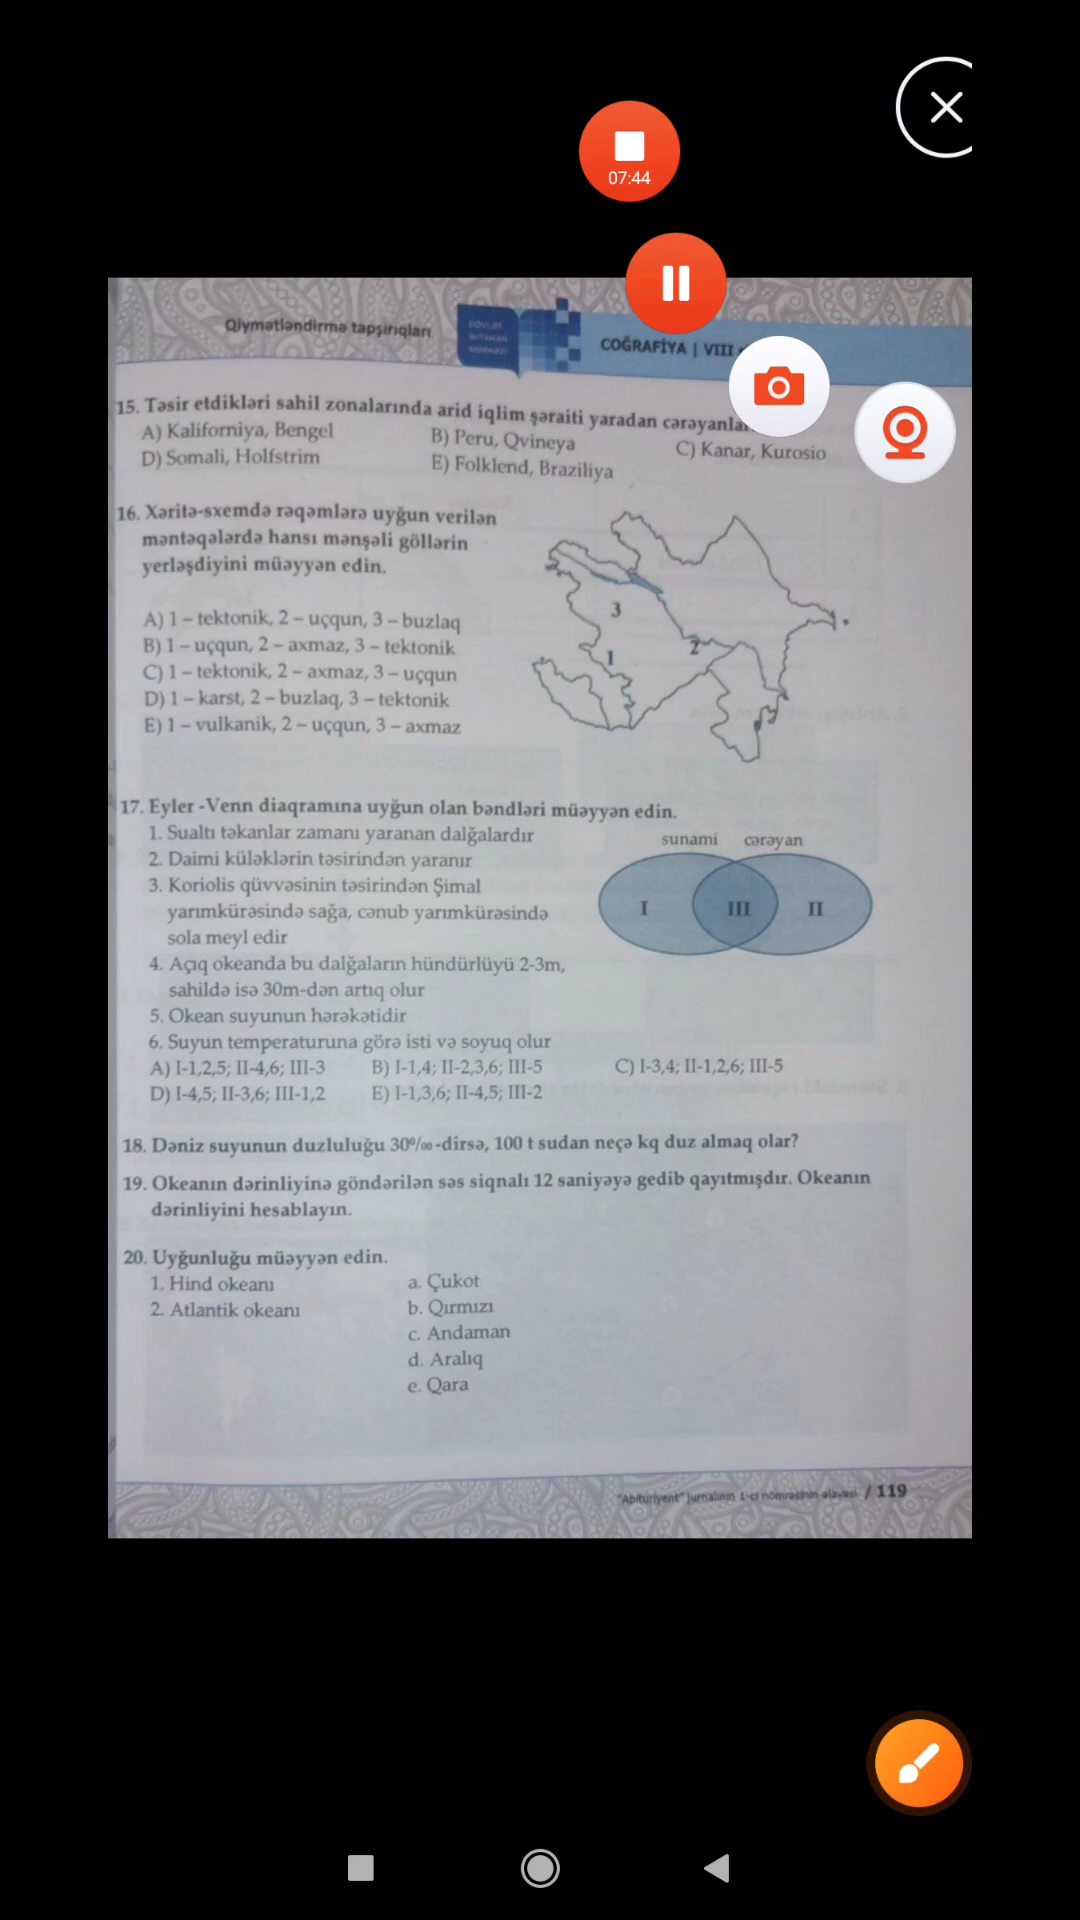 07:44
Qiymətləndirmə tapşırıqları
DÖVLƏT
İMTAHAN
MƏRKƏZİ
COĞRAFİYA | VIII
15. Təsir etdikləri sahil zonalarında arid iqlim şəraiti yaradan cərəyanlar
A) Kaliforniya, Bengel
B) Peru, Qvineya
C) Kanar, Kurosio
D) Somali, Holfstrim
E) Folklend, Braziliya
16. Xəritə-sxemdə rəqəmlərə uyğun verilən
məntəqələrdə hansı mənşəli göllərin
yerləşdiyini müəyyən edin.
A) 1 – tektonik, 2 – uçqun, 3 – buzlaq
B) 1 – uçqun, 2 – axmaz, 3 – tektonik
C) 1 – tektonik, 2 – axmaz, 3 – uçqun
D) 1 – karst, 2 – buzlaq, 3 – tektonik
E) 1 – vulkanik, 2 – uçqun, 3 – axmaz
3
2
1
17. Eyler -Venn diaqramına uyğun olan bəndləri müəyyən edin.
1. Sualtı təkanlar zamanı yaranan dalğalardır
2. Daimi küləklərin təsirindən yaranır
3. Koriolis qüvvəsinin təsirindən Şimal
yarımkürəsində sağa, cənub yarımkürəsində
sola meyl edir
4. Açıq okeanda bu dalğaların hündürlüyü 2-3m,
sahildə isə 30m-dən artıq olur
5. Okean suyunun hərəkətidir
6. Suyun temperaturuna görə isti və soyuq olur
sunami cərəyan
I III II
A) I-1,2,5; II-4,6; III-3
B) I-1,4; II-2,3,6; III-5
C) I-3,4; II-1,2,6; III-5
D) I-4,5; II-3,6; III-1,2
E) I-1,3,6; II-4,5; III-2
18. Dəniz suyunun duzluluğu 30⁰/₀₀-dirsə, 100 t sudan neçə kq duz almaq olar?
19. Okeanın dərinliyinə göndərilən səs siqnalı 12 saniyəyə gedib qayıtmışdır. Okeanın
dərinliyini hesablayın.
20. Uyğunluğu müəyyən edin.
1. Hind okeanı
2. Atlantik okeanı
a. Çukot
b. Qırmızı
c. Andaman
d. Aralıq
e. Qara
"Abituriyent" jurnalının 1-ci nömrəsinin əlavəsi / 119